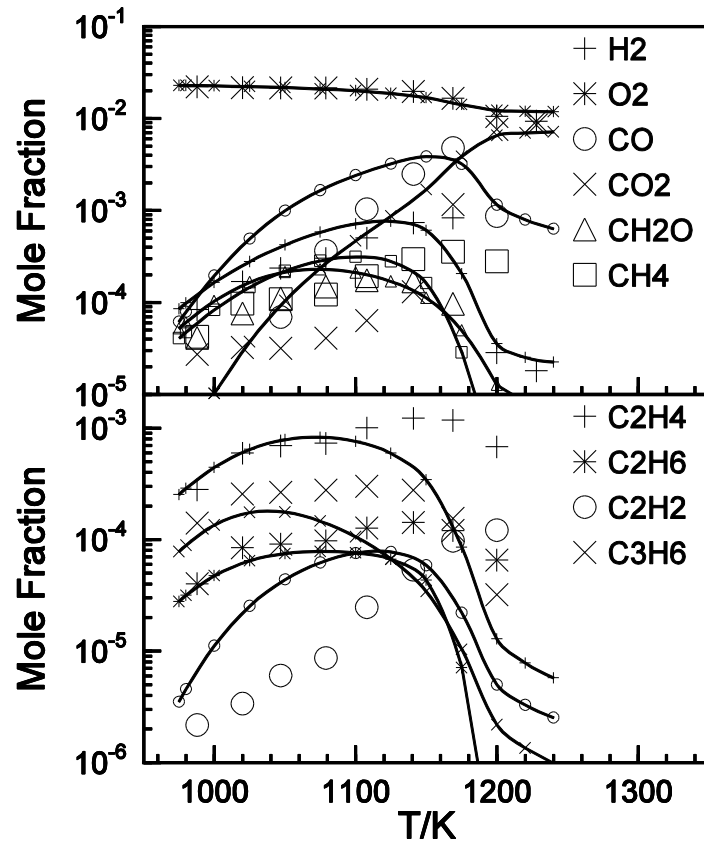 10-1
10-2
10-3
10-4
10-5
Mole Fraction
H2
O2
CO
CO2
CH2O
CH4
10-3
10-4
10-5
10-6
Mole Fraction
C2H4
C2H6
C2H2
C3H6
1000
1100
1200
1300
T/K